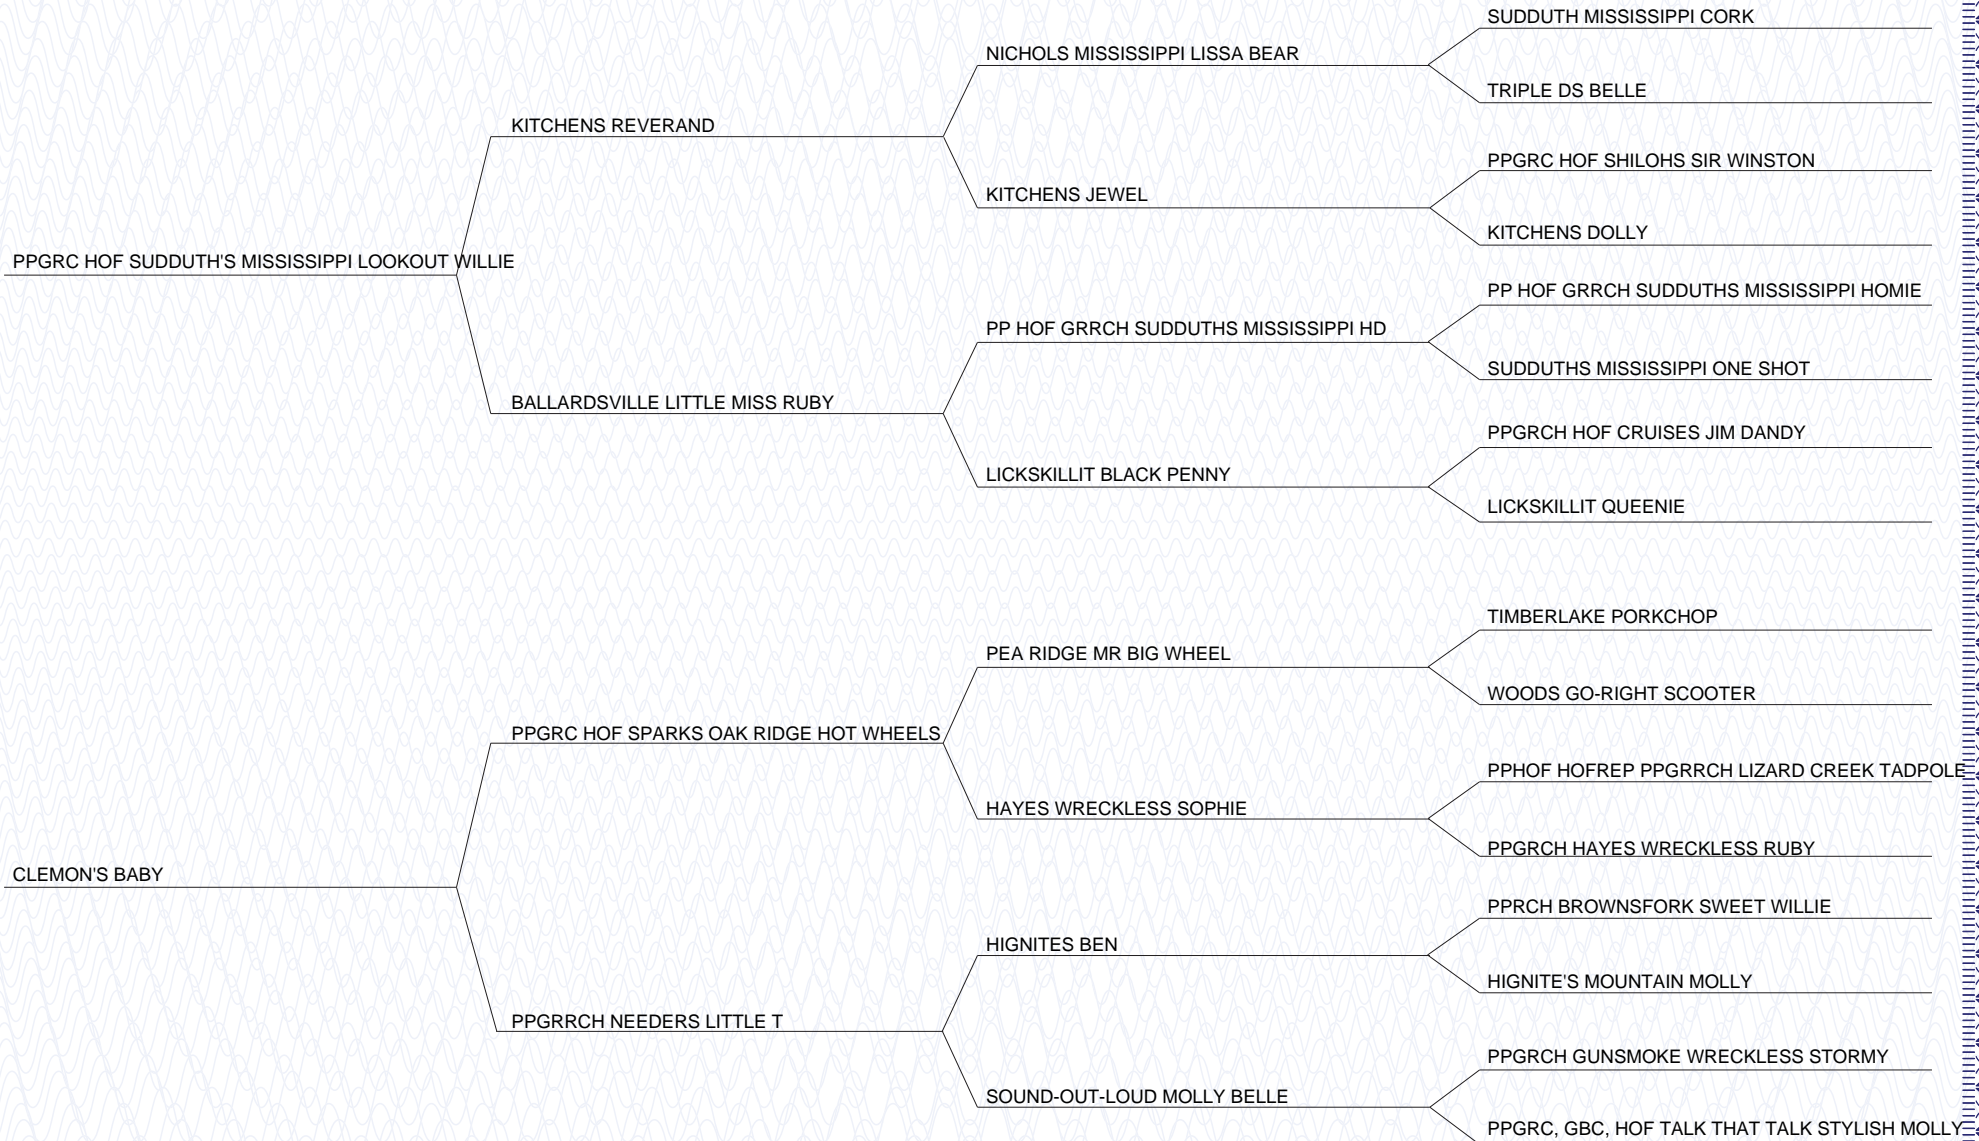 SUDDUTH MISSISSIPPI CORK
NICHOLS MISSISSIPPI LISSA BEAR
TRIPLE DS BELLE
KITCHENS REVERAND
PPGRC HOF SHILOHS SIR WINSTON
KITCHENS JEWEL
KITCHENS DOLLY
PPGRC HOF SUDDUTH'S MISSISSIPPI LOOKOUT WILLIE
PP HOF GRRCH SUDDUTHS MISSISSIPPI HOMIE
PP HOF GRRCH SUDDUTHS MISSISSIPPI HD
SUDDUTHS MISSISSIPPI ONE SHOT
BALLARDSVILLE LITTLE MISS RUBY
PPGRCH HOF CRUISES JIM DANDY
LICKSKILLIT BLACK PENNY
LICKSKILLIT QUEENIE
TIMBERLAKE PORKCHOP
PEA RIDGE MR BIG WHEEL
WOODS GO-RIGHT SCOOTER
PPGRC HOF SPARKS OAK RIDGE HOT WHEELS
PPHOF HOFREP PPGRRCH LIZARD CREEK TADPOLE
HAYES WRECKLESS SOPHIE
PPGRCH HAYES WRECKLESS RUBY
CLEMON'S BABY
PPRCH BROWNSFORK SWEET WILLIE
HIGNITES BEN
HIGNITE'S MOUNTAIN MOLLY
PPGRRCH NEEDERS LITTLE T
PPGRCH GUNSMOKE WRECKLESS STORMY
SOUND-OUT-LOUD MOLLY BELLE
PPGRC, GBC, HOF TALK THAT TALK STYLISH MOLLY